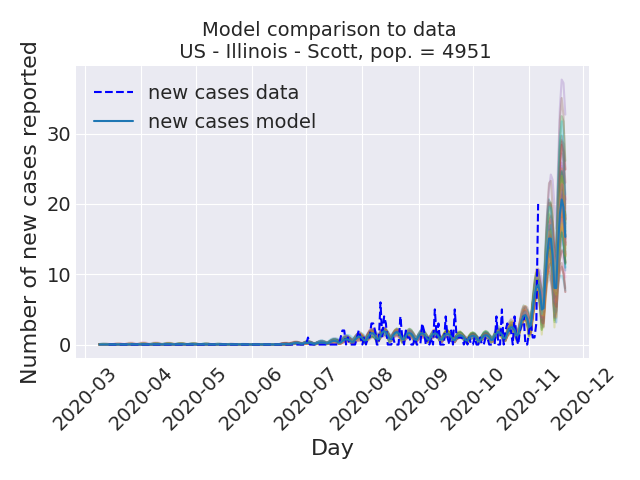 Model comparison to data
US - Illinois - Scott, pop. = 4951
new cases data
new cases model
Number of new cases reported
30
20
10
0
2020-03
2020-04
2020-05
2020-06
2020-07
2020-08
2020-09
2020-10
2020-11
2020-12
Day